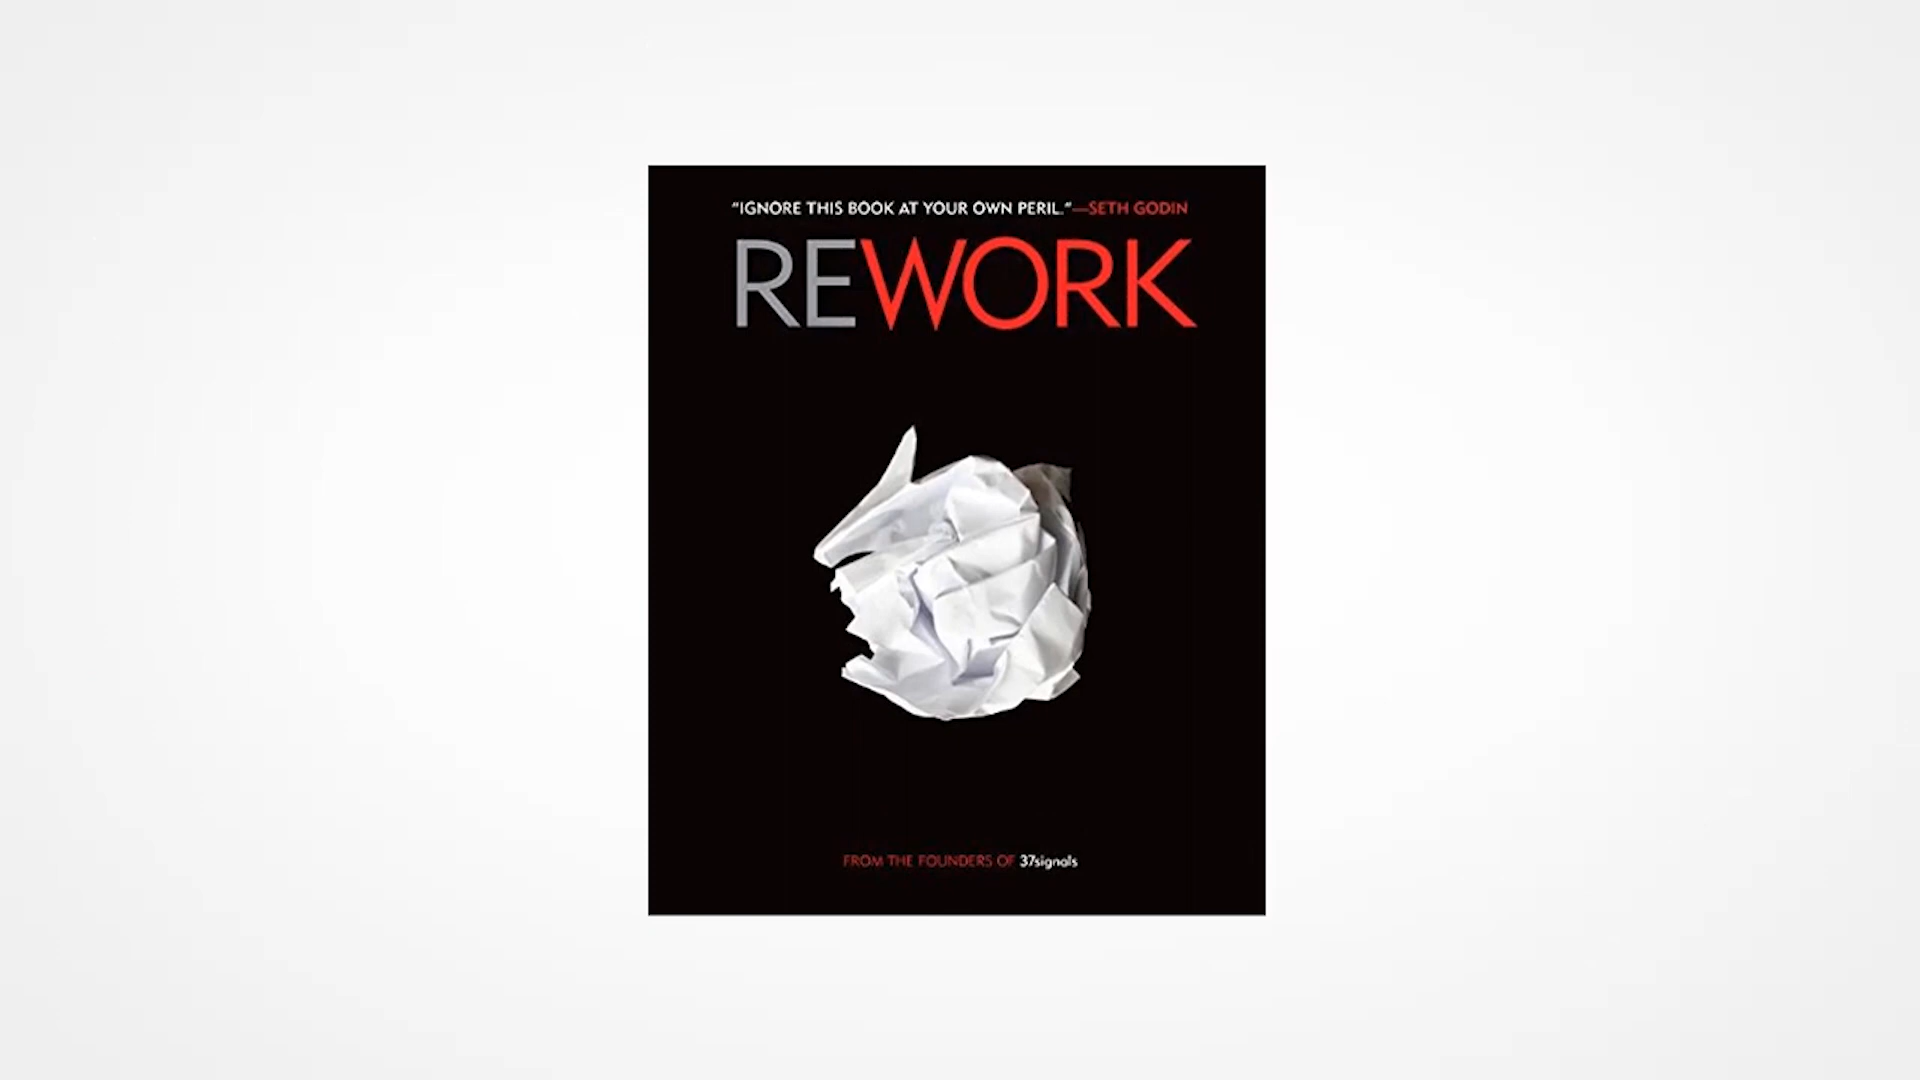 "IGNORE THIS BOOK AT YOUR OWN PERIL."—SETH GODIN
REWORK
FROM THE FOUNDERS OF 37signals